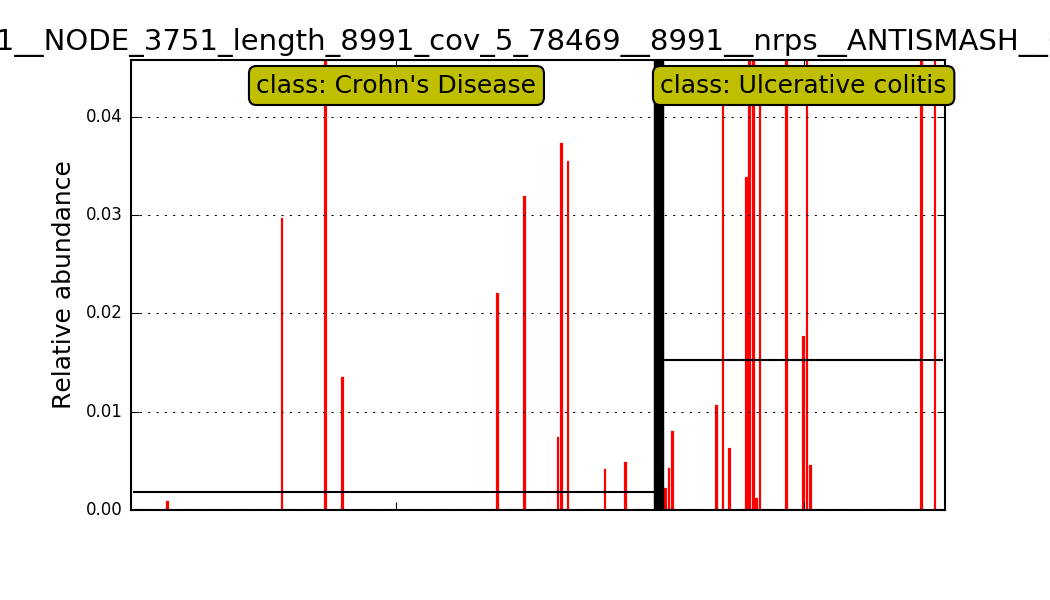 1__NODE_3751_length_8991_cov_5_78469__8991__nrps__ANTISMASH__
class: Crohn's Disease
class: Ulcerative colitis
Relative abundance
0.04
0.03
0.02
0.01
0.00